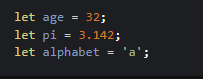 let age = 32;
let pi = 3.142;
let alphabet = 'a';